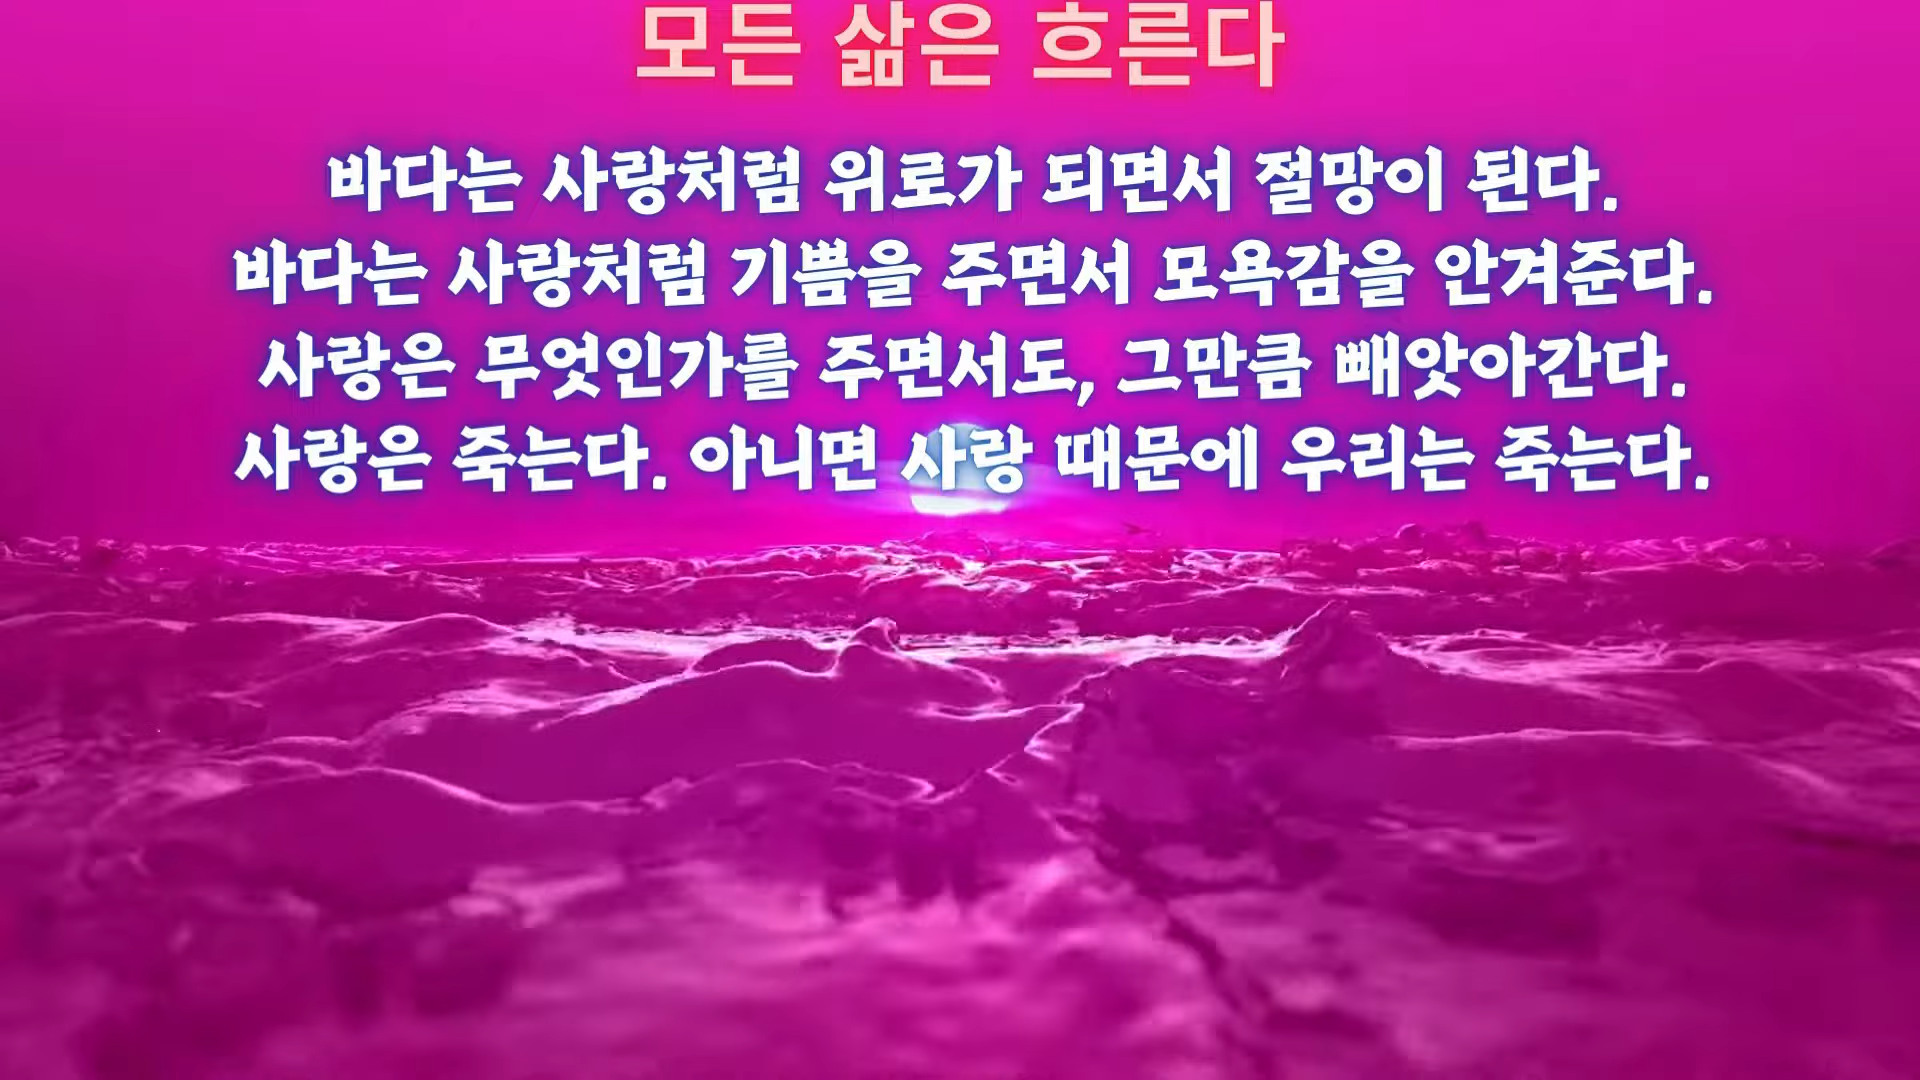 모든 삶은 흐른다
바다는 사랑처럼 위로가 되면서 절망이 된다.
바다는 사랑처럼 기쁨을 주면서 모욕감을 안겨준다.
사랑은 무엇인가를 주면서도, 그만큼 빼앗아간다.
사랑은 죽는다. 아니면 사랑 때문에 우리는 죽는다.